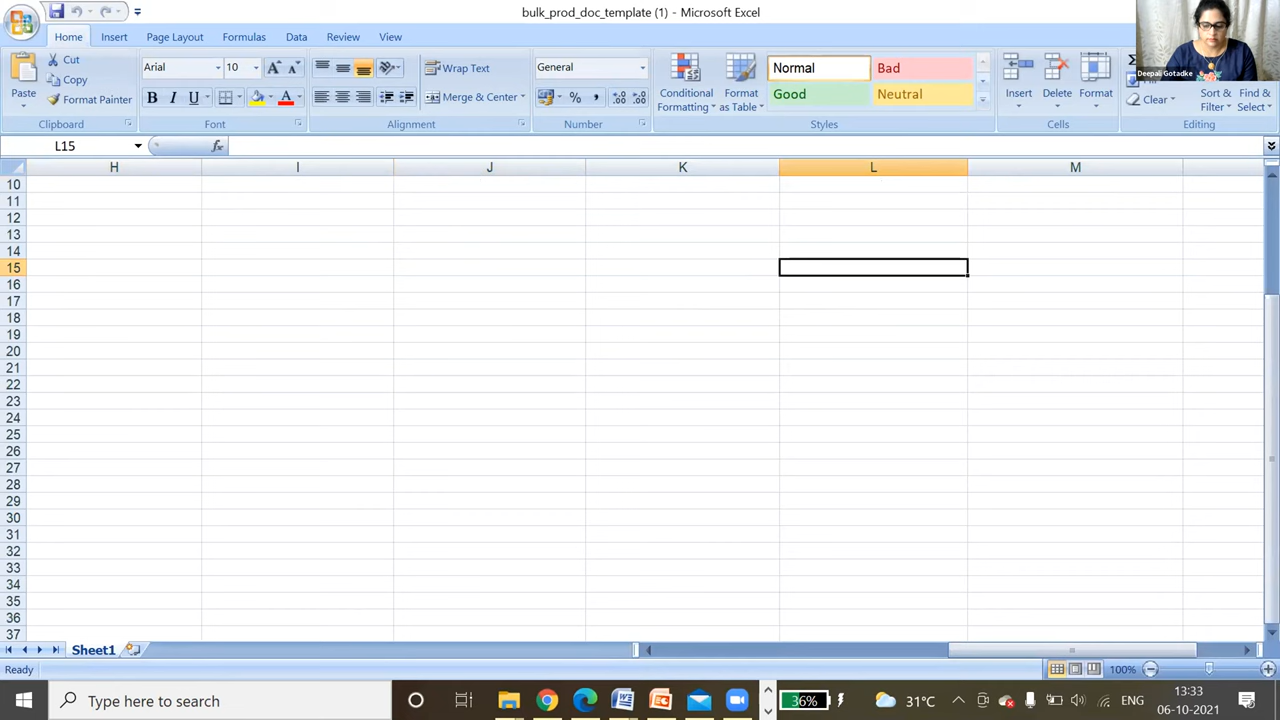 bulk_prod_doc_template (1) - Microsoft Excel
Home Insert Page Layout Formulas Data Review View
Paste
Cut
Copy
Format Painter
Clipboard
Arial 10
B I U
Font
Wrap Text
Merge & Center
Alignment
General
% ,
Number
Conditional Formatting
Format as Table
Normal Bad
Good Neutral
Styles
Insert Delete Format
Cells
Clear
Sort & Filter
Find & Select
Editing
Deepali Gotadke
L15 fx
H I J K L M
10
11
12
13
14
15
16
17
18
19
20
21
22
23
24
25
26
27
28
29
30
31
32
33
34
35
36
37
Sheet1
Ready 100%
Type here to search
36% 31°C ENG
13:33
06-10-2021